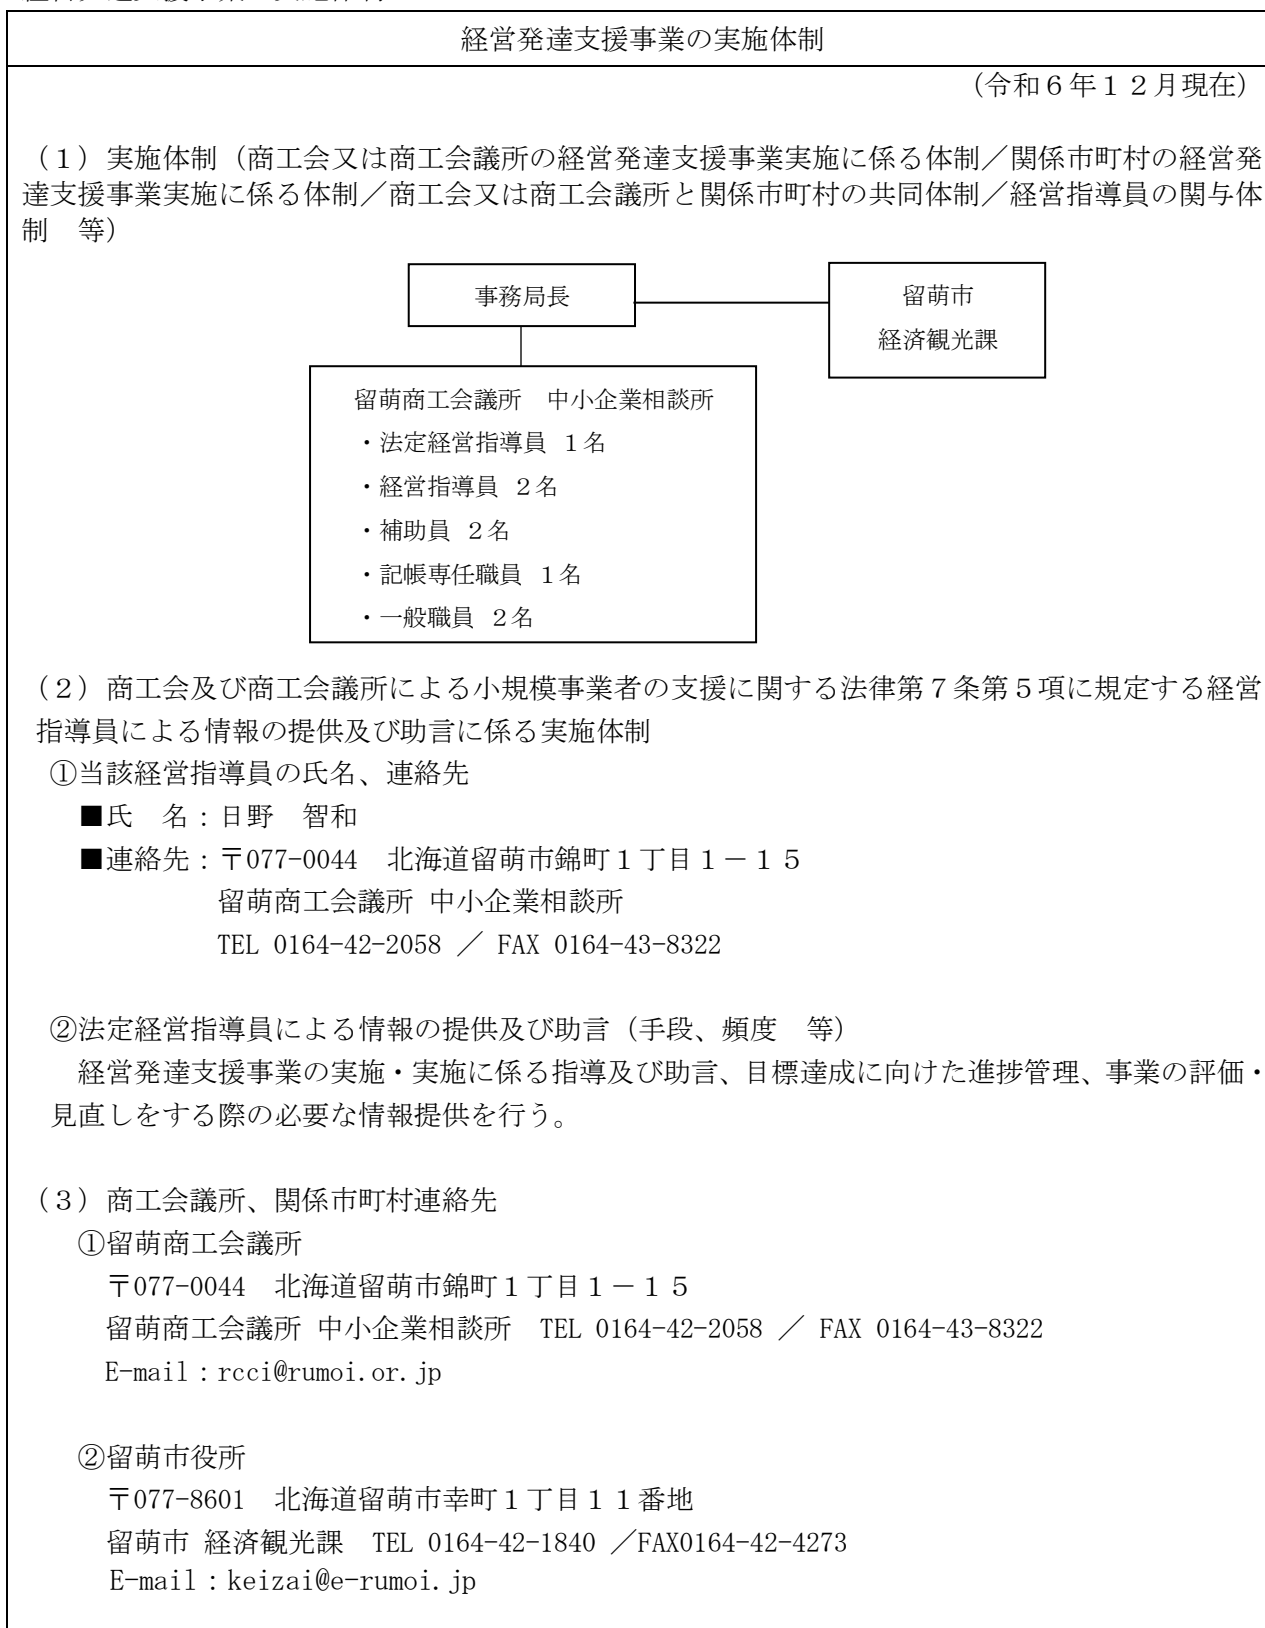 経営発達支援事業の実施体制
（令和６年１２月現在）
（１）実施体制（商工会又は商工会議所の経営発達支援事業実施に係る体制／関係市町村の経営発
達支援事業実施に係る体制／商工会又は商工会議所と関係市町村の共同体制／経営指導員の関与体
制　等）
事務局長
留萌市
経済観光課
留萌商工会議所　中小企業相談所
・法定経営指導員 １名
・経営指導員 ２名
・補助員 ２名
・記帳専任職員 １名
・一般職員 ２名
（２）商工会及び商工会議所による小規模事業者の支援に関する法律第７条第５項に規定する経営
指導員による情報の提供及び助言に係る実施体制
①当該経営指導員の氏名、連絡先
■氏　名：日野　智和
■連絡先：〒077-0044　北海道留萌市錦町１丁目１－１５
留萌商工会議所 中小企業相談所
TEL 0164-42-2058 ／ FAX 0164-43-8322
②法定経営指導員による情報の提供及び助言（手段、頻度　等）
経営発達支援事業の実施・実施に係る指導及び助言、目標達成に向けた進捗管理、事業の評価・
見直しをする際の必要な情報提供を行う。
（３）商工会議所、関係市町村連絡先
①留萌商工会議所
〒077-0044　北海道留萌市錦町１丁目１－１５
留萌商工会議所 中小企業相談所　TEL 0164-42-2058 ／ FAX 0164-43-8322
E-mail：rcci@rumoi.or.jp
②留萌市役所
〒077-8601　北海道留萌市幸町１丁目１１番地
留萌市 経済観光課　TEL 0164-42-1840 ／FAX0164-42-4273
E-mail：keizai@e-rumoi.jp